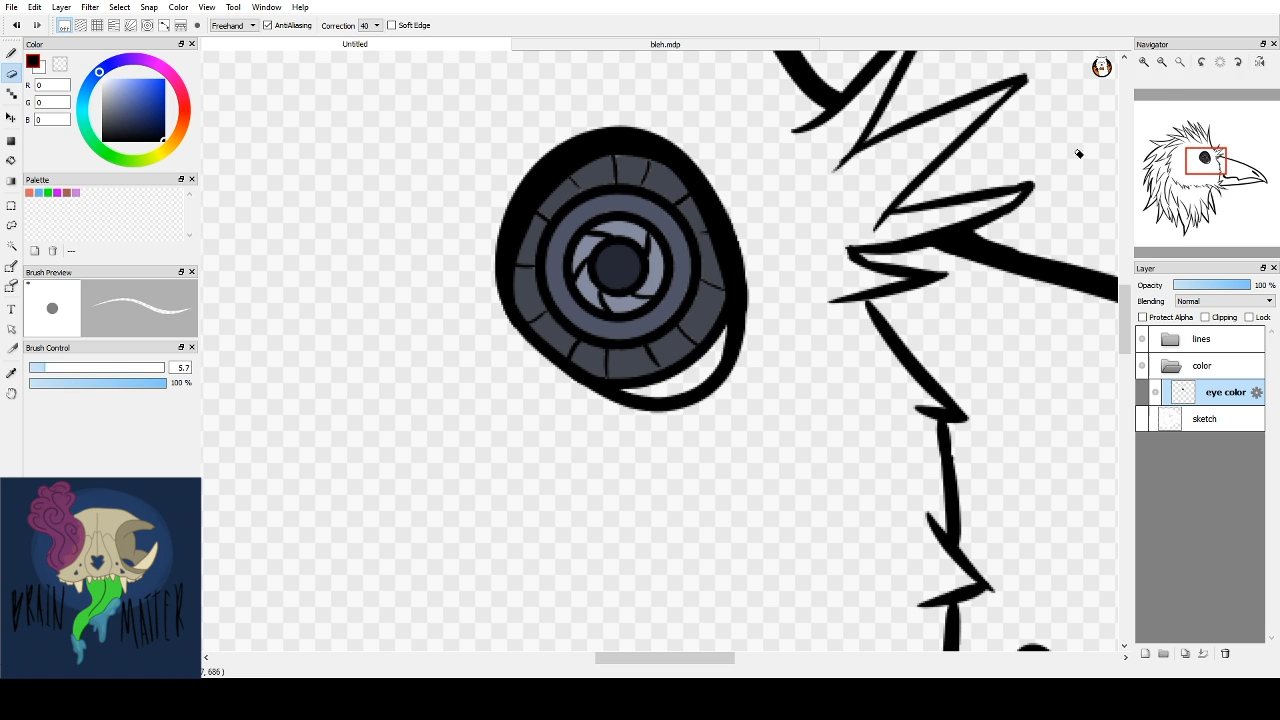 File Edit Layer Filter Select Snap Color View Tool Window Help
OFF Freehand AntiAliasing Correction 40 Soft Edge
Color Untitled bleh.mdp Navigator
R 0
G 0
B 0
Palette
---
Brush Preview
Brush Control
5.7
100 %
Layer
Opacity 100 %
Blending Normal
Protect Alpha Clipping Lock
lines
color
eye color
sketch
BRAIN MATTER
, 686 )